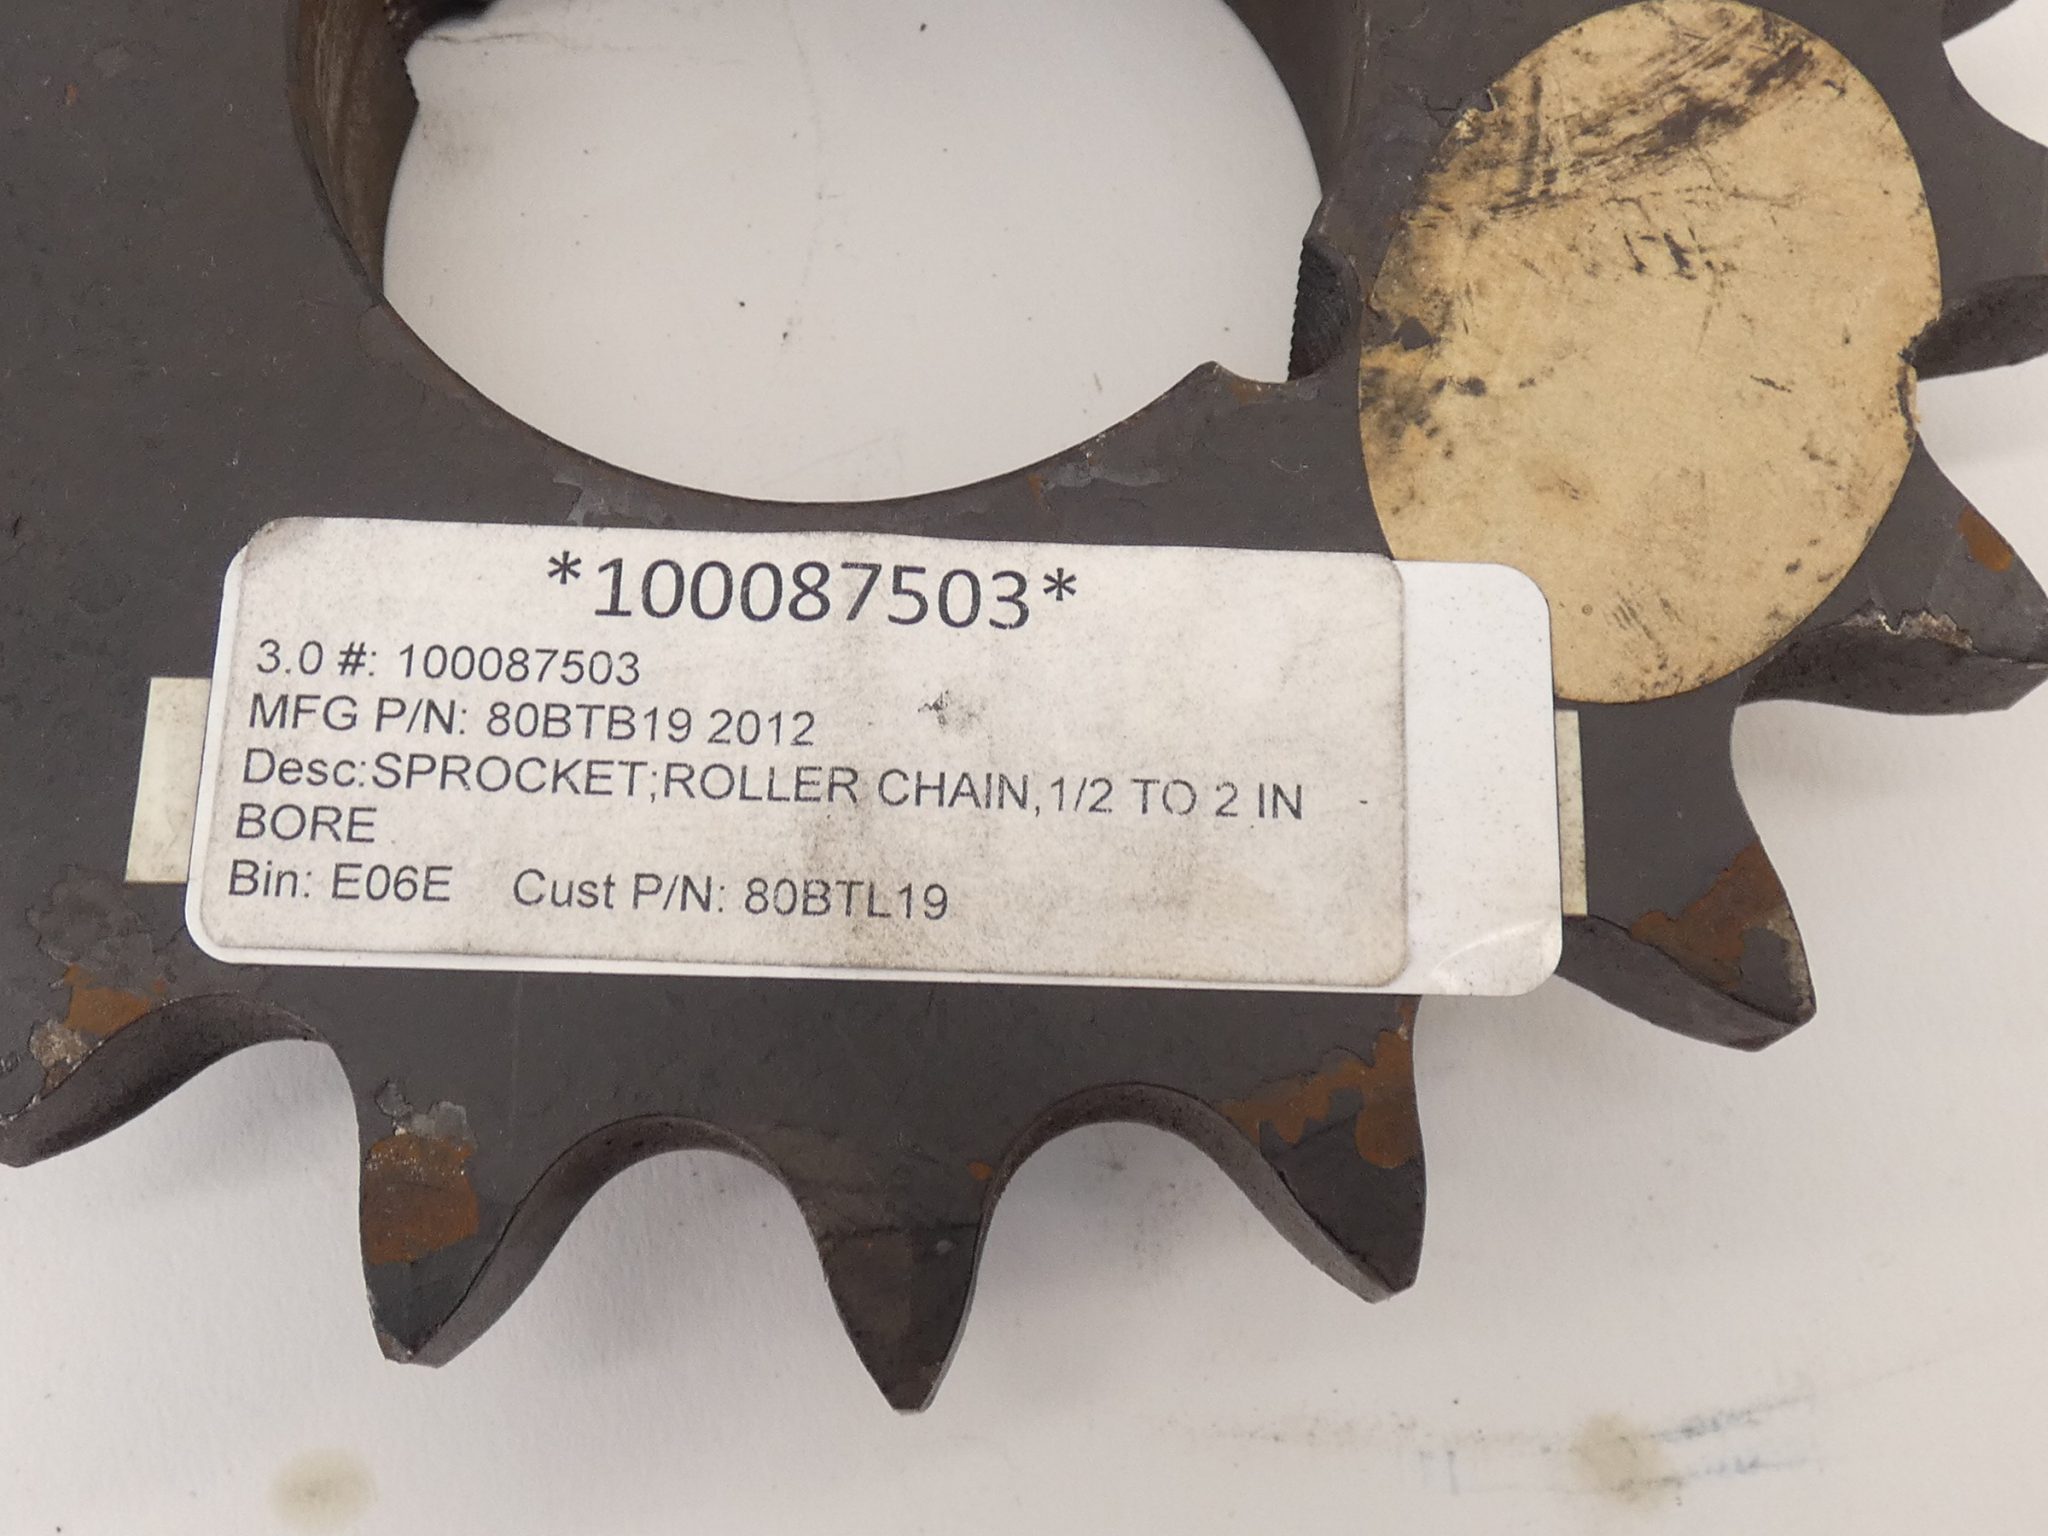 *100087503*
3.0 #: 100087503
MFG P/N: 80BTB19 2012
Desc:SPROCKET;ROLLER CHAIN,1/2 TO 2 IN
BORE
Bin: E06E Cust P/N: 80BTL19